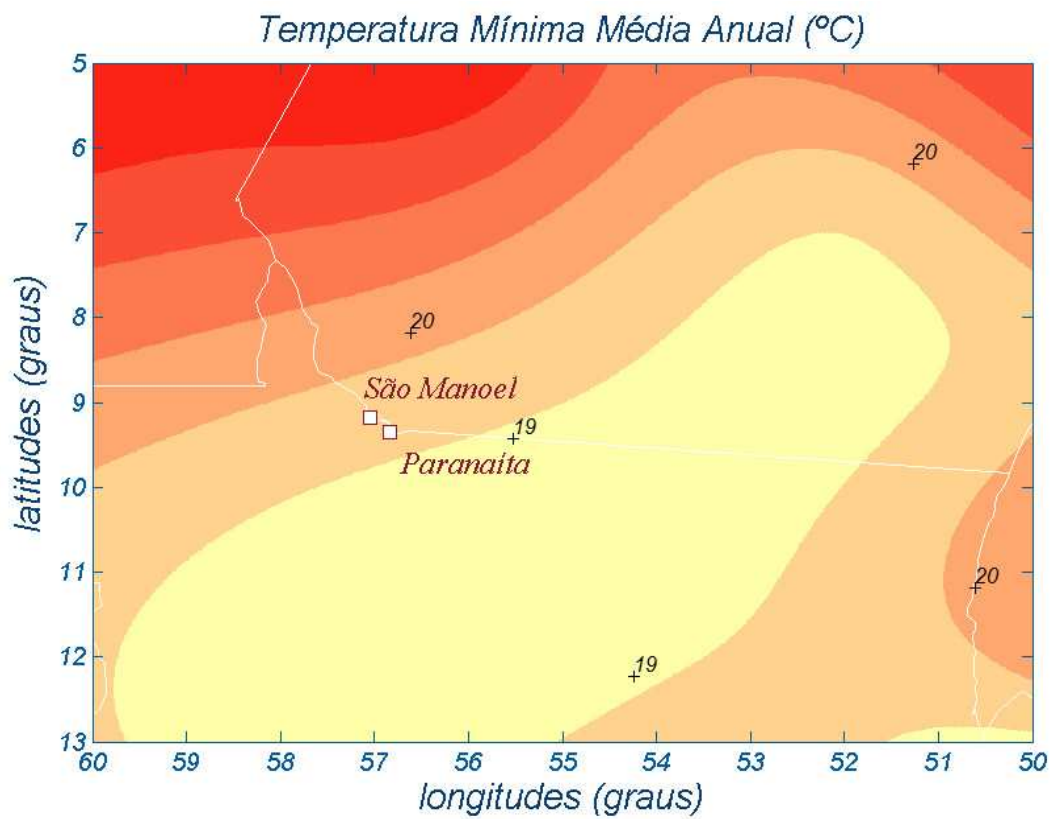 Temperatura Mínima Média Anual (ºC)
5
6
7
8
9
10
11
12
13
latitudes (graus)
20
20
São Manoel
19
Paranaíta
20
19
60 59 58 57 56 55 54 53 52 51 50
longitudes (graus)